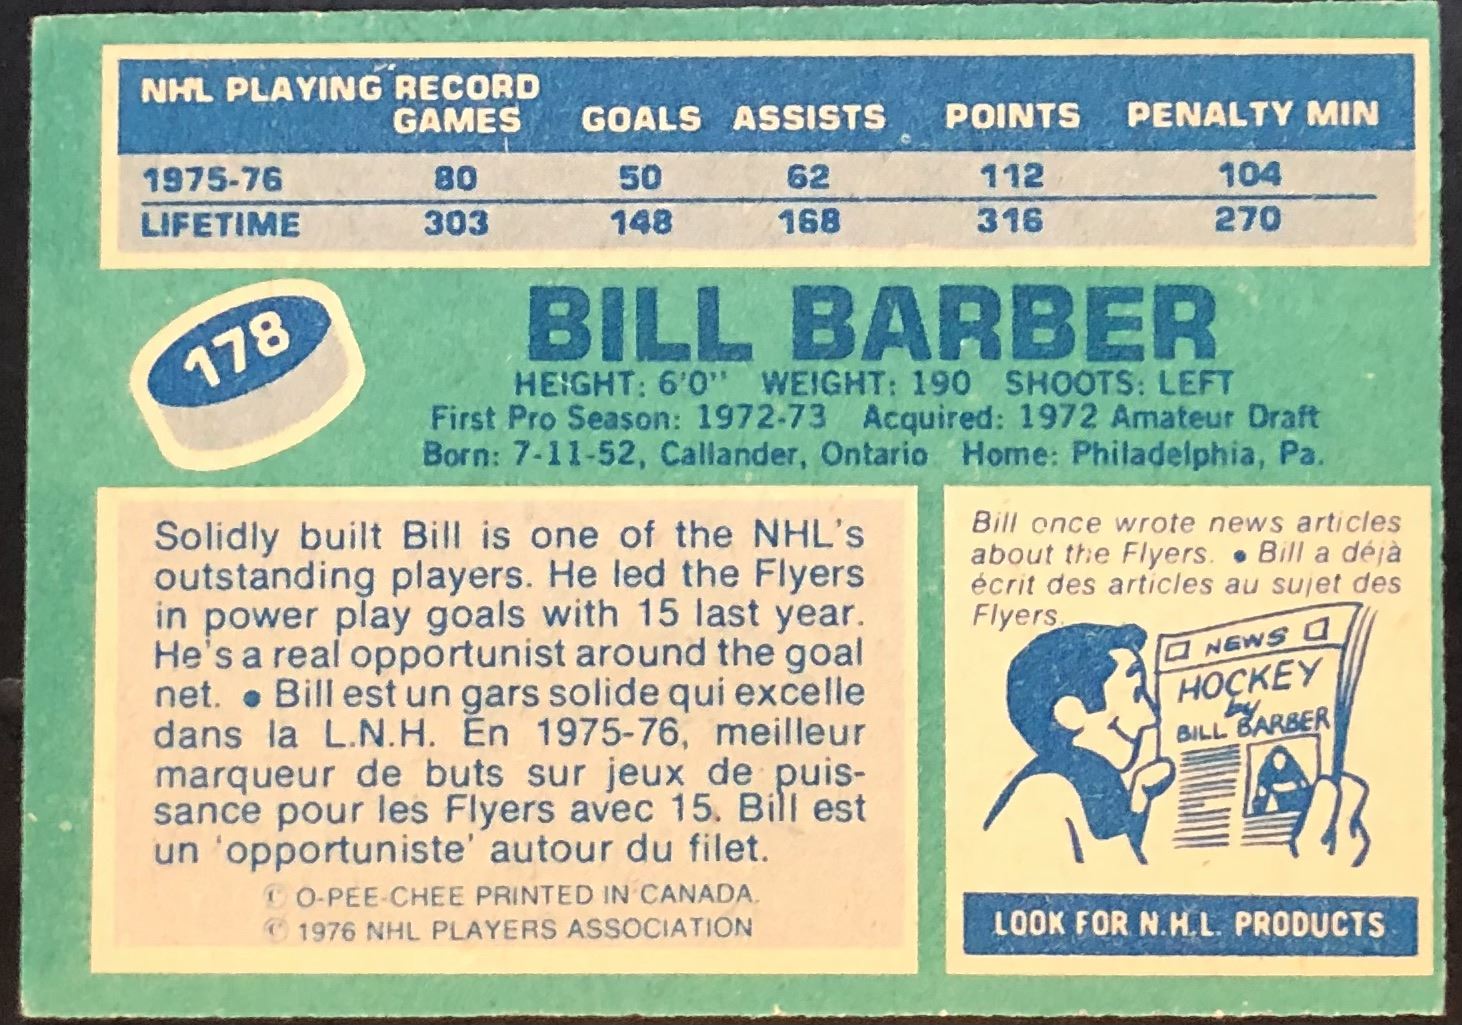 NHL PLAYING RECORD
GAMES GOALS ASSISTS POINTS PENALTY MIN
1975-76 80 50 62 112 104
LIFETIME 303 148 168 316 270
178
BILL BARBER
HEIGHT: 6'0" WEIGHT: 190 SHOOTS: LEFT
First Pro Season: 1972-73 Acquired: 1972 Amateur Draft
Born: 7-11-52, Callander, Ontario Home: Philadelphia, Pa.
Solidly built Bill is one of the NHL's
outstanding players. He led the Flyers
in power play goals with 15 last year.
He's a real opportunist around the goal
net. • Bill est un gars solide qui excelle
dans la L.N.H. En 1975-76, meilleur
marqueur de buts sur jeux de puis-
sance pour les Flyers avec 15. Bill est
un 'opportuniste' autour du filet.
© O-PEE-CHEE PRINTED IN CANADA.
© 1976 NHL PLAYERS ASSOCIATION
Bill once wrote news articles
about the Flyers. • Bill a déjà
écrit des articles au sujet des
Flyers.
NEWS
HOCKEY
by
BILL BARBER
LOOK FOR N.H.L. PRODUCTS